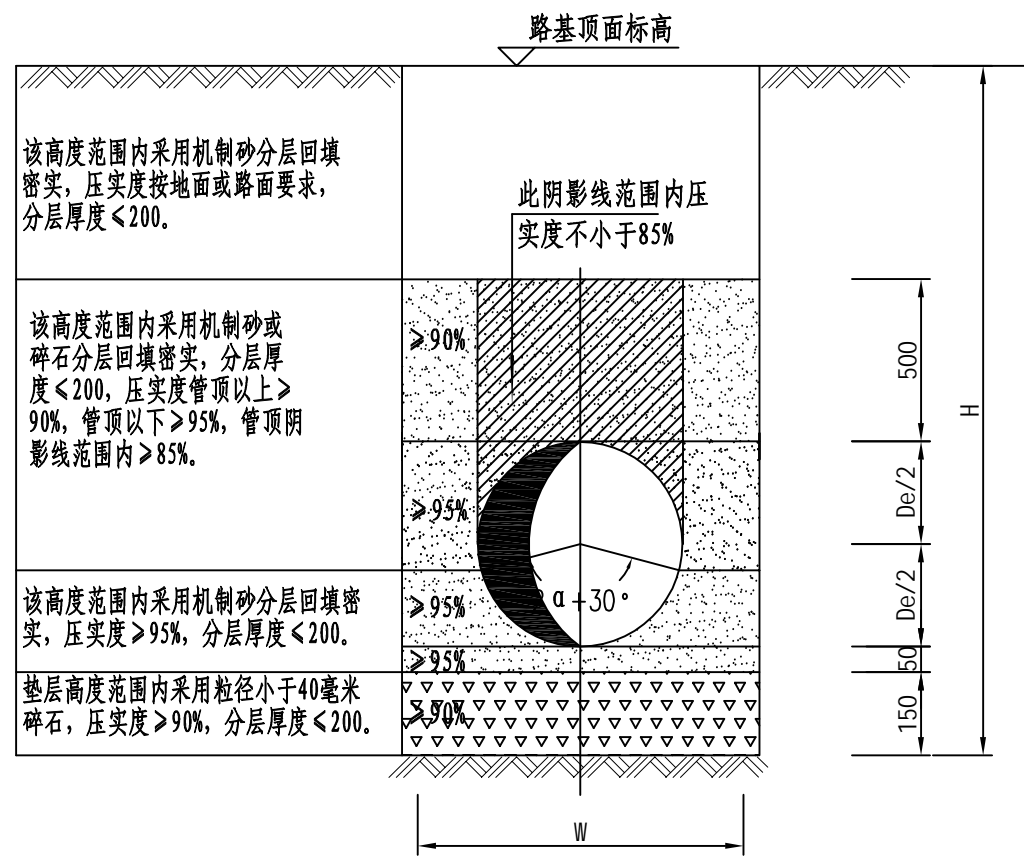 路基顶面标高
该高度范围内采用机制砂分层回填
密实，压实度按地面或路面要求，
分层厚度≤200。
此阴影线范围内压
实度不小于85%
该高度范围内采用机制砂或
碎石分层回填密实，分层厚
度≤200，压实度管顶以上≥
90%，管顶以下≥95%，管顶阴
影线范围内≥85%。
≥90%
500
H
≥95%
De/2
该高度范围内采用机制砂分层回填密
实，压实度≥95%，分层厚度≤200。
≥95%
α+30°
De/2
≥95%
50
垫层高度范围内采用粒径小于40毫米
碎石，压实度≥90%，分层厚度≤200。
≥90%
150
W